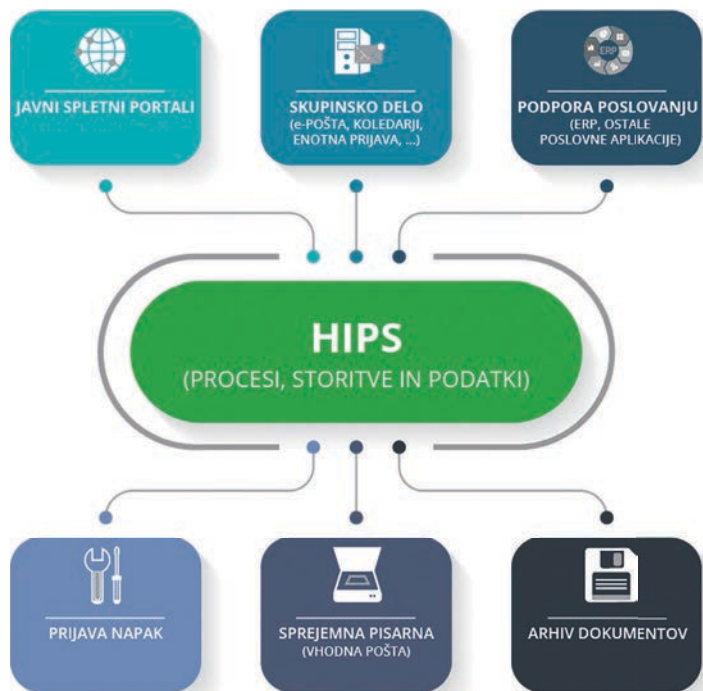 JAVNI SPLETNI PORTALI
SKUPINSKO DELO
(e-POŠTA, KOLEDARJI,
ENOTNA PRIJAVA, ...)
ERP
PODPORA POSLOVANJU
(ERP, OSTALE
POSLOVNE APLIKACIJE)
HIPS
(PROCESI, STORITVE IN PODATKI)
PRIJAVA NAPAK
SPREJEMNA PISARNA
(VHODNA POŠTA)
ARHIV DOKUMENTOV